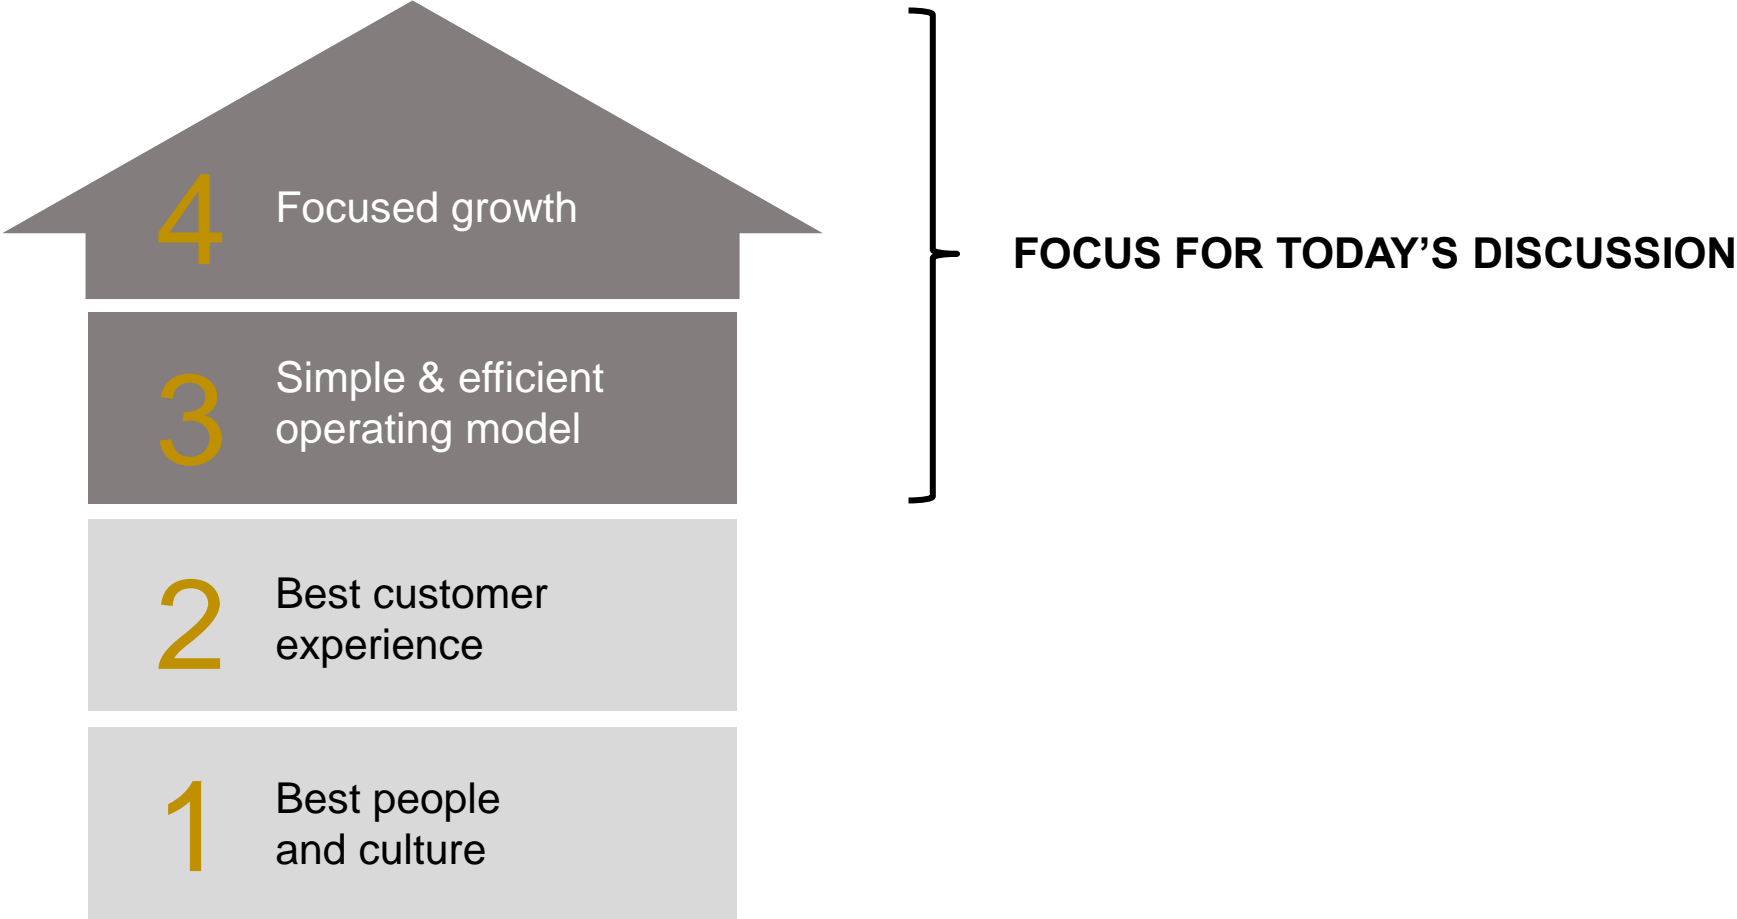 4
Focused growth
FOCUS FOR TODAY’S DISCUSSION
3
Simple & efficient
operating model
2
Best customer
experience
1
Best people
and culture